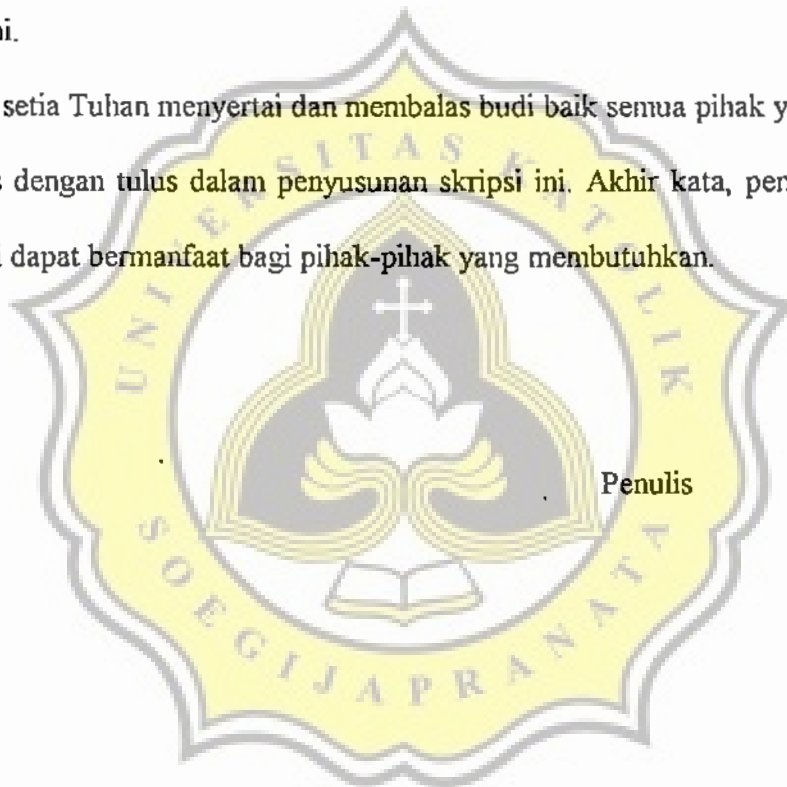 ni.
setia Tuhan menyertai dan membalas budi baik semua pihak y
s dengan tulus dalam penyusunan skripsi ini. Akhir kata, pen
dapat bermanfaat bagi pihak-pihak yang membutuhkan.
Penulis
UNIVERSITAS KATOLIK
SOEGIJAPRANATA